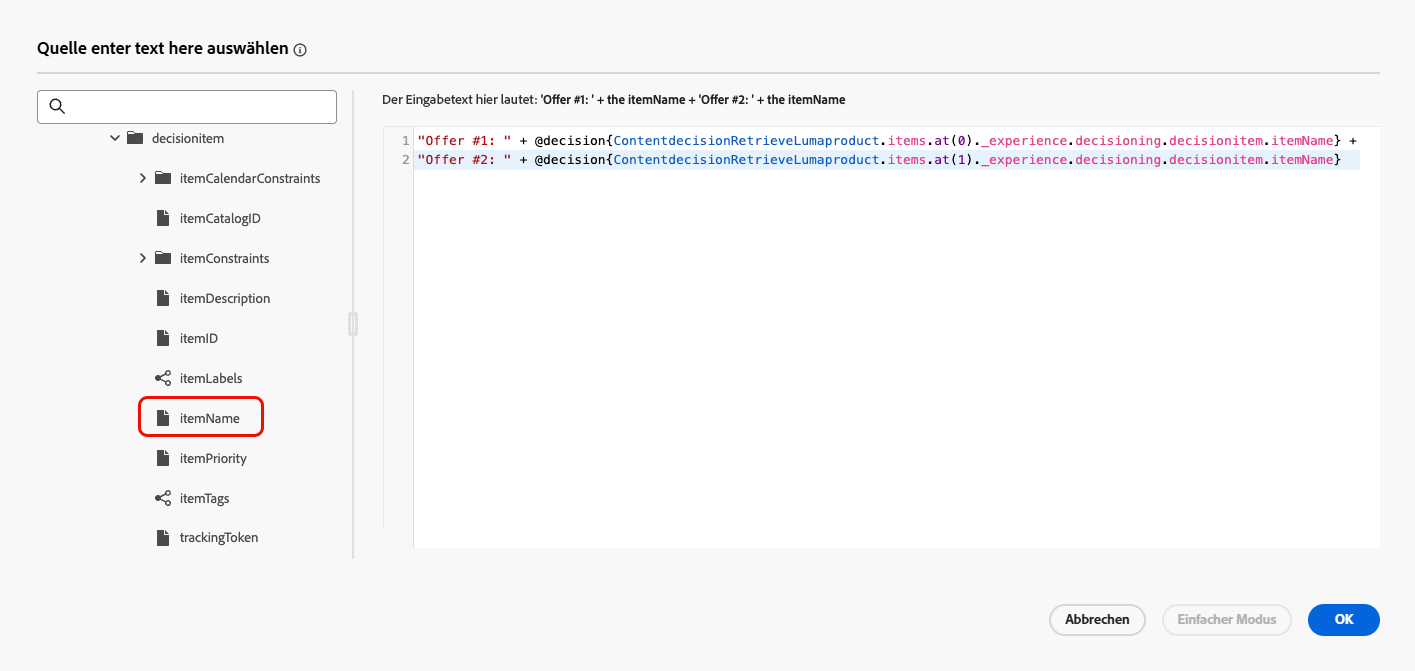 Quelle enter text here auswählen
Der Eingabetext hier lautet: 'Offer #1: ' + the itemName + 'Offer #2: ' + the itemName
decisionitem
itemCalendarConstraints
itemCatalogID
itemConstraints
itemDescription
itemID
itemLabels
itemName
itemPriority
itemTags
trackingToken
1 "Offer #1: " + @decision{ContentdecisionRetrieveLumaproduct.items.at(0)._experience.decisioning.decisionitem.itemName} +
2 "Offer #2: " + @decision{ContentdecisionRetrieveLumaproduct.items.at(1)._experience.decisioning.decisionitem.itemName}
Abbrechen Einfacher Modus OK